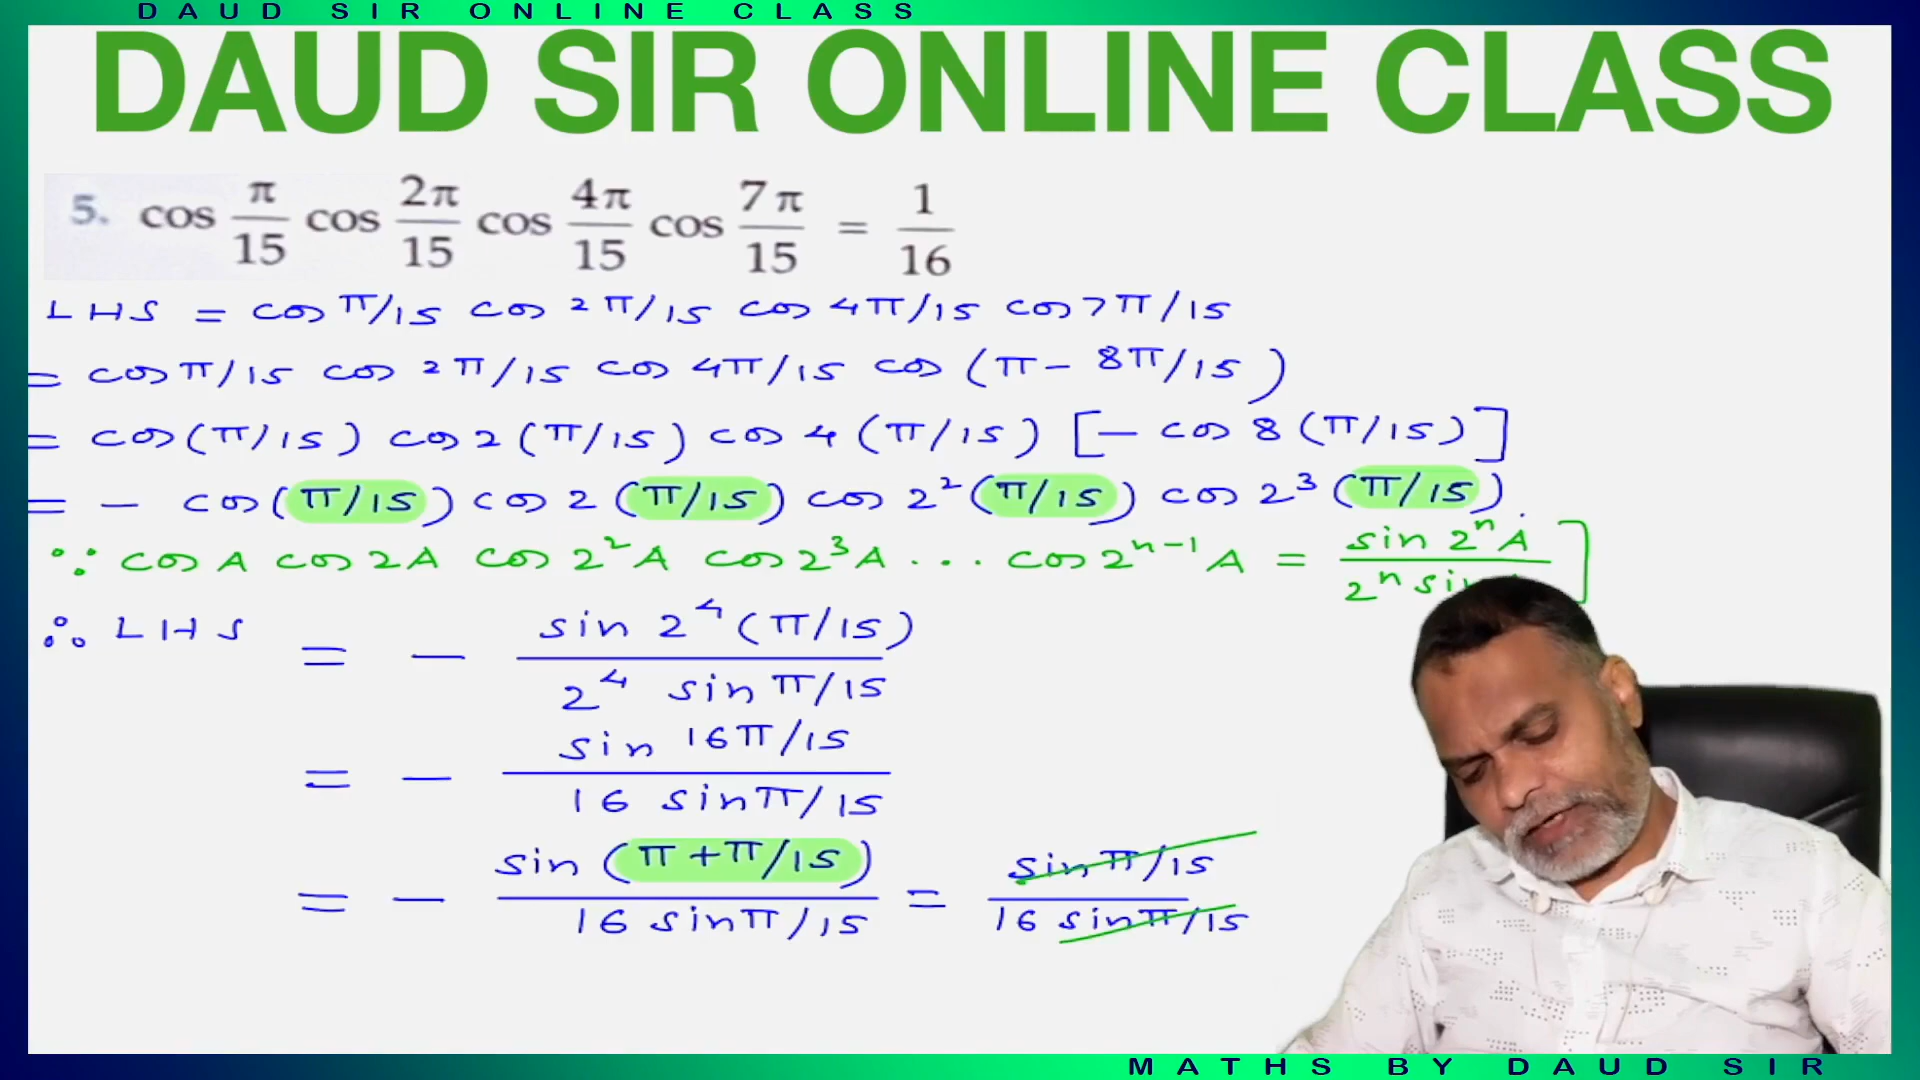 DAUD SIR ONLINE CLASS
DAUD SIR ONLINE CLASS
5. cos π/15 cos 2π/15 cos 4π/15 cos 7π/15 = 1/16
LHS = cos π/15 cos 2π/15 cos 4π/15 cos 7π/15
= cos π/15 cos 2π/15 cos 4π/15 cos (π - 8π/15)
= cos (π/15) cos 2 (π/15) cos 4 (π/15) [- cos 8 (π/15)]
= - cos (π/15) cos 2 (π/15) cos 2² (π/15) cos 2³ (π/15)
∵ cos A cos 2A cos 2²A cos 2³A ... cos 2ⁿ⁻¹ A = sin 2ⁿA / 2ⁿ ]
∴ LHS = - sin 2⁴ (π/15) / 2⁴ sin π/15
= - sin 16π/15 / 16 sin π/15
= - sin (π + π/15) / 16 sin π/15 = sin π/15 / 16 sin π/15
MATHS BY DAUD SIR